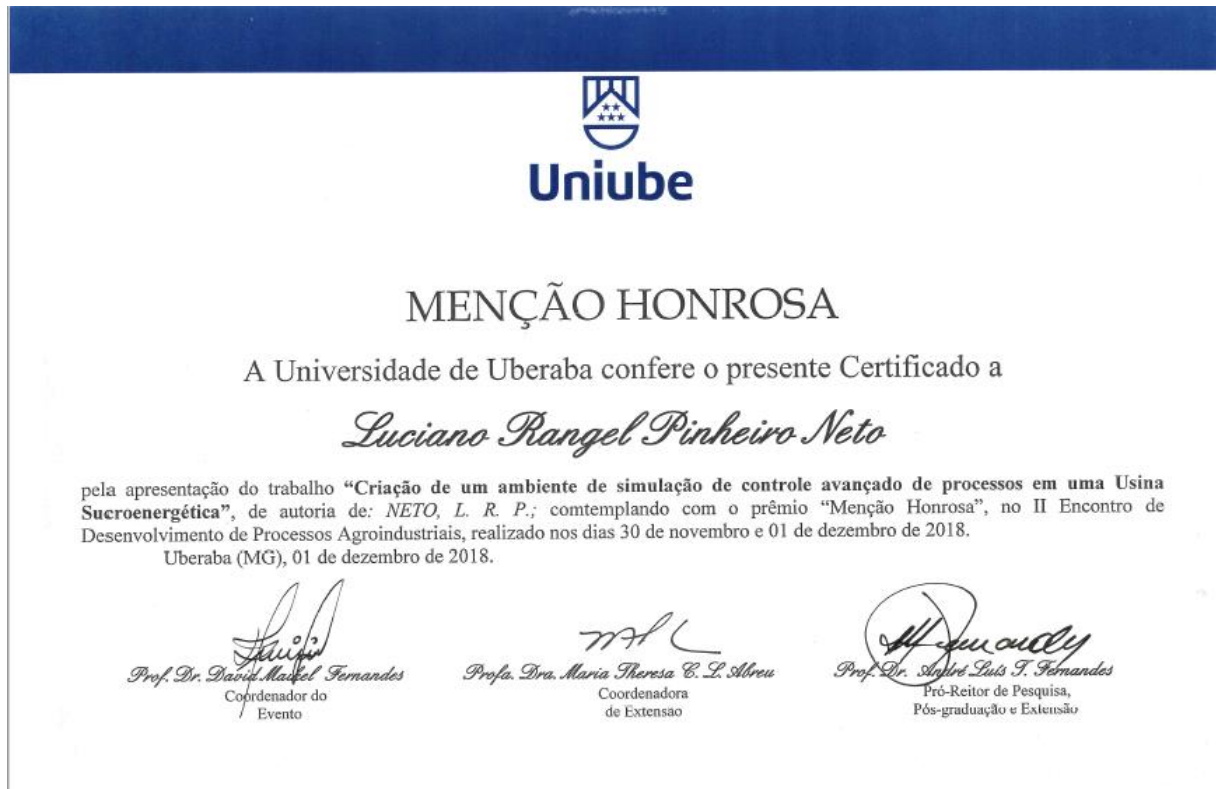 Uniube
MENÇÃO HONROSA
A Universidade de Uberaba confere o presente Certificado a
Luciano Rangel Pinheiro Neto
pela apresentação do trabalho “Criação de um ambiente de simulação de controle avançado de processos em uma Usina
Sucroenergética”, de autoria de: NETO, L. R. P.; comtemplando com o prêmio “Menção Honrosa”, no II Encontro de
Desenvolvimento de Processos Agroindustriais, realizado nos dias 30 de novembro e 01 de dezembro de 2018.
Uberaba (MG), 01 de dezembro de 2018.
Prof. Dr. David Maikel Fernandes
Coordenador do
Evento
Profa. Dra. Maria Theresa C. L. Abreu
Coordenadora
de Extensão
Prof. Dr. André Luís T. Fernandes
Pró-Reitor de Pesquisa,
Pós-graduação e Extensão